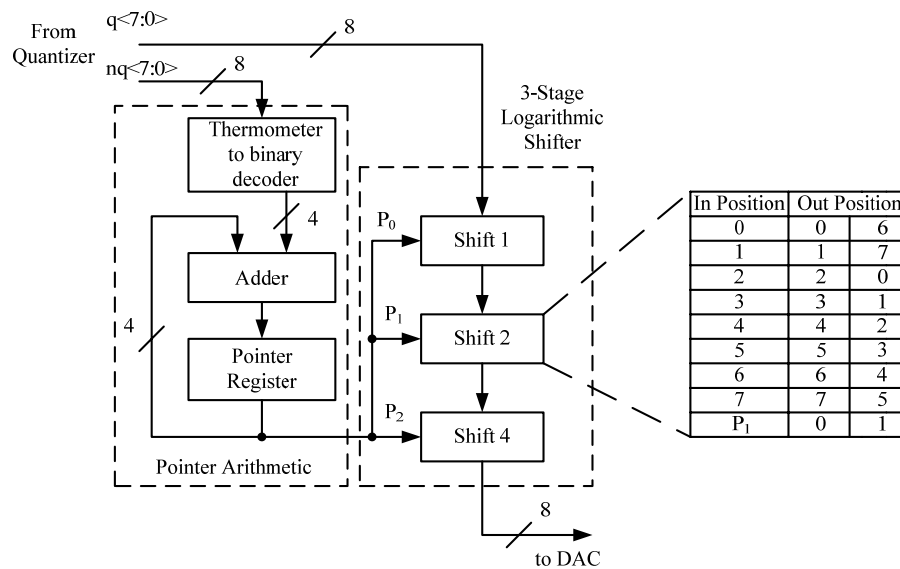 From
Quantizer
q<7:0>
8
nq<7:0>
8
3-Stage
Logarithmic
Shifter
Thermometer
to binary
decoder
4
Adder
4
Pointer
Register
Pointer Arithmetic
P0
Shift 1
P1
Shift 2
P2
Shift 4
8
to DAC
In Position Out Position
0 0 6
1 1 7
2 2 0
3 3 1
4 4 2
5 5 3
6 6 4
7 7 5
P1 0 1